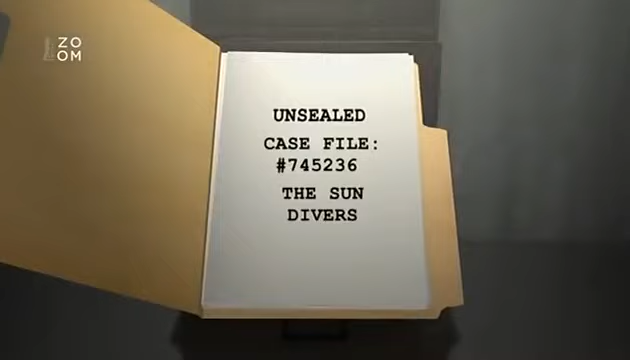 ZO
OM
UNSEALED
CASE FILE:
#745236
THE SUN
DIVERS